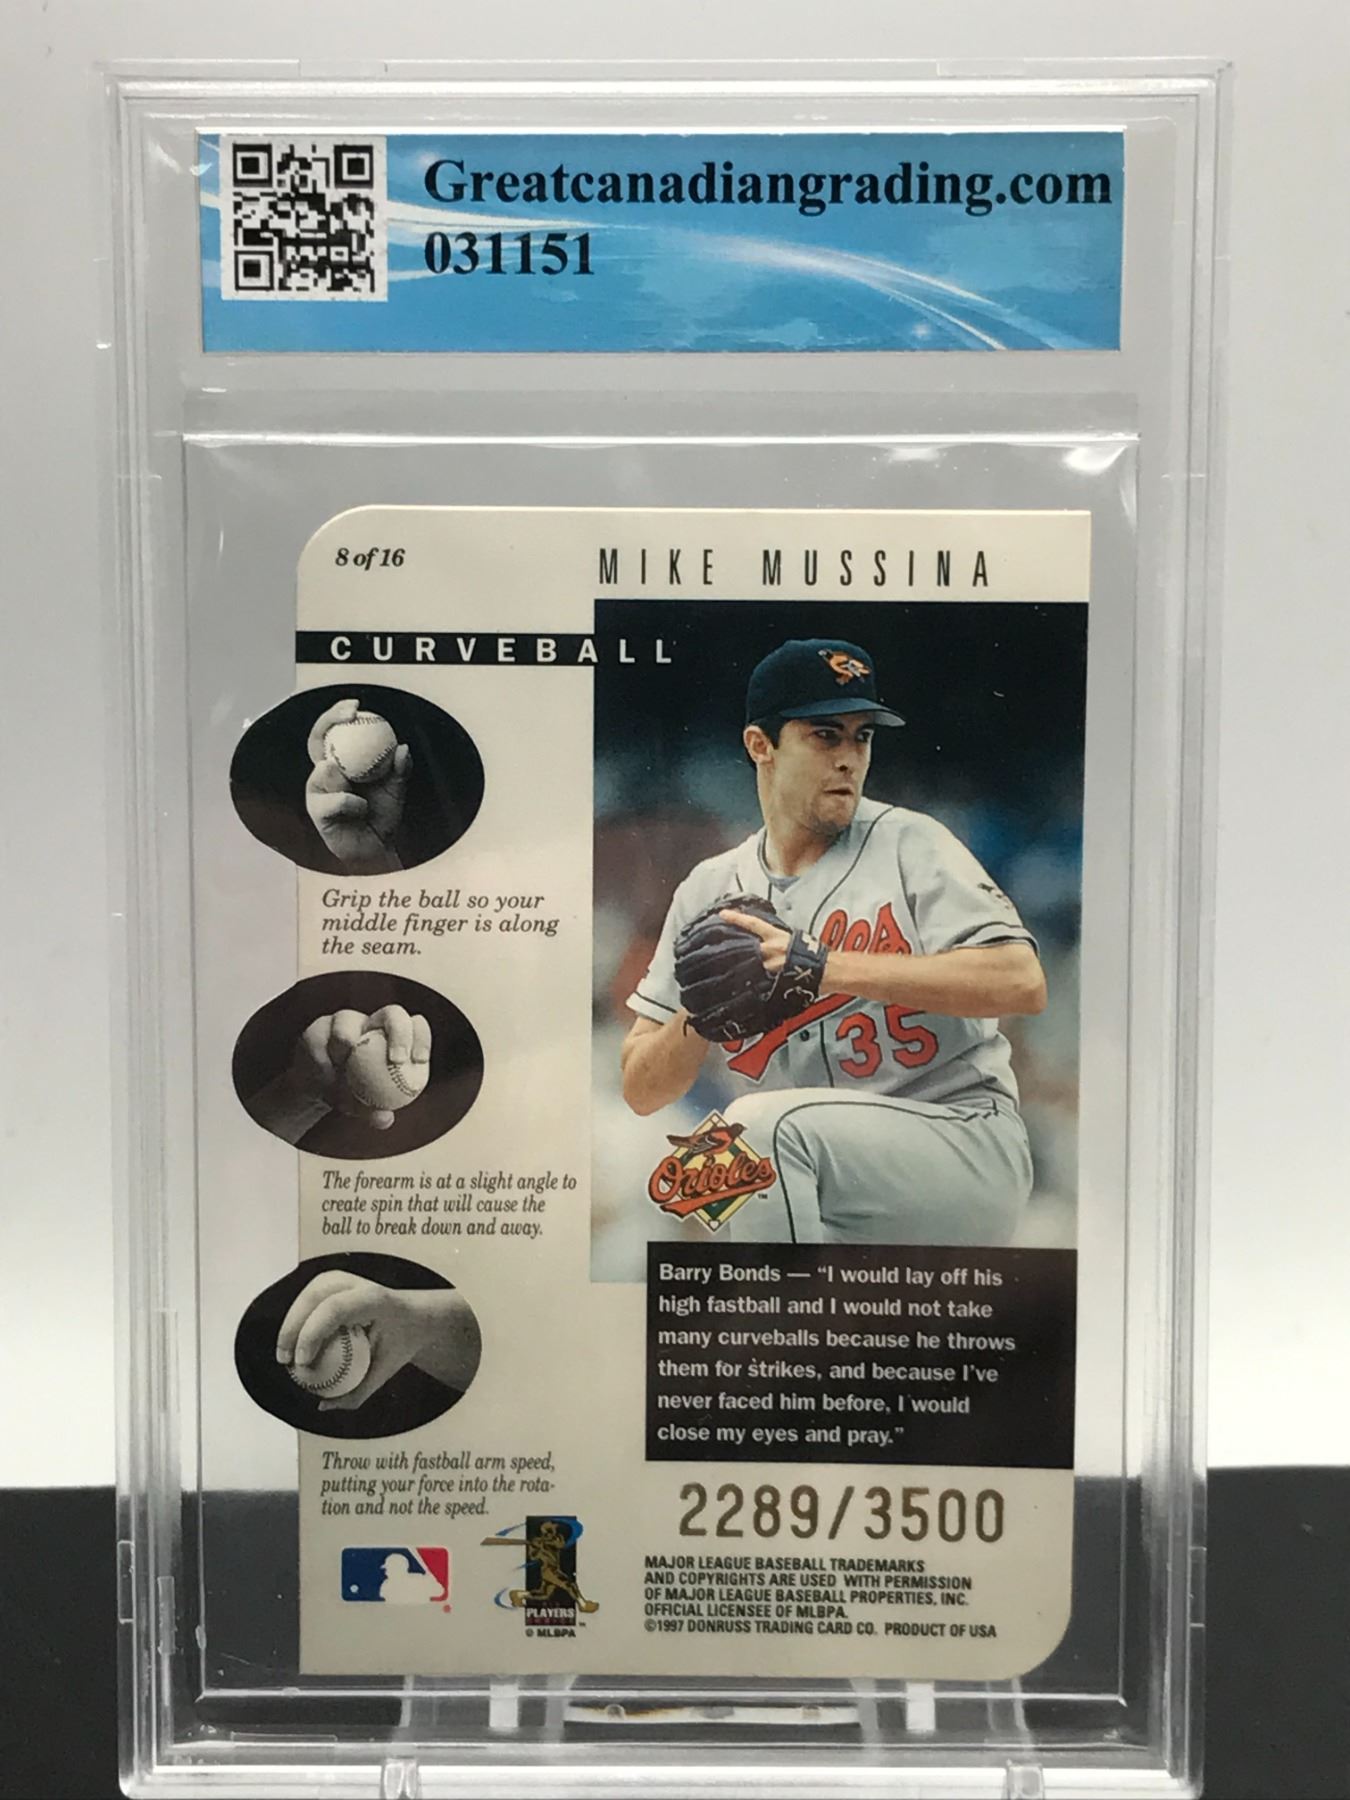 Greatcanadiangrading.com
031151
8 of 16
MIKE MUSSINA
CURVEBALL
Grip the ball so your
middle finger is along
the seam.
The forearm is at a slight angle to
create spin that will cause the
ball to break down and away.
Throw with fastball arm speed,
putting your force into the rota-
tion and not the speed.
35
Orioles
TM
Barry Bonds — “I would lay off his
high fastball and I would not take
many curveballs because he throws
them for strikes, and because I've
never faced him before, I would
close my eyes and pray.”
2289/3500
PLAYERS
© MLBPA
MAJOR LEAGUE BASEBALL TRADEMARKS
AND COPYRIGHTS ARE USED WITH PERMISSION
OF MAJOR LEAGUE BASEBALL PROPERTIES, INC.
OFFICIAL LICENSEE OF MLBPA.
©1997 DONRUSS TRADING CARD CO. PRODUCT OF USA